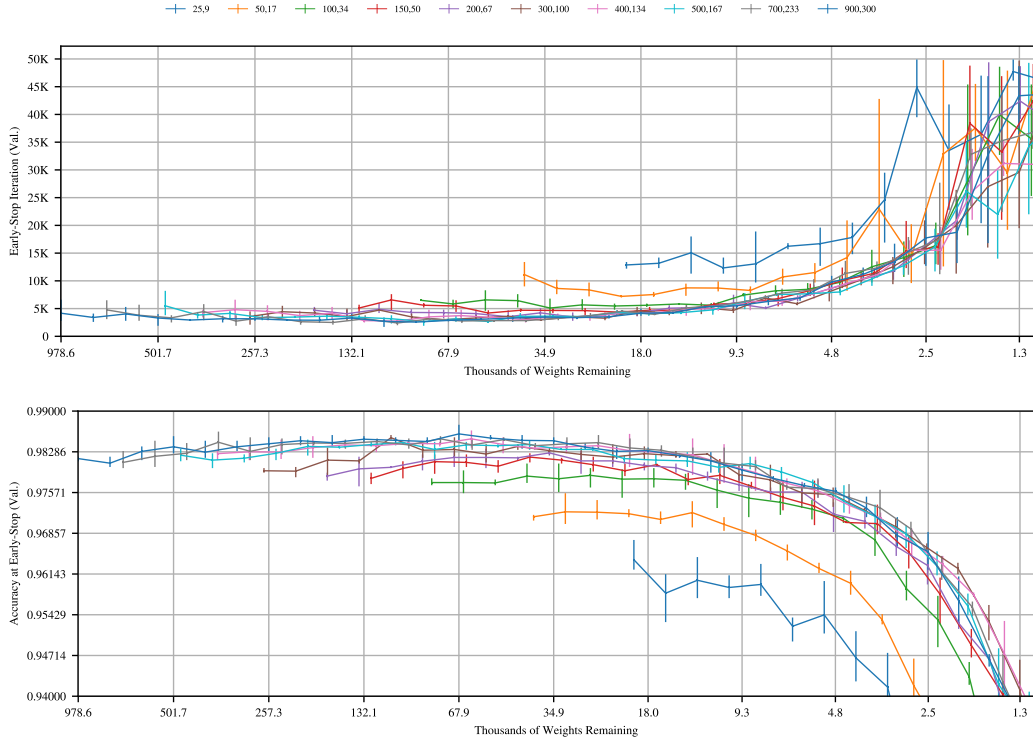 25,9 50,17 100,34 150,50 200,67 300,100 400,134 500,167 700,233 900,300
Early-Stop Iteration (Val.)
50K
45K
40K
35K
30K
25K
20K
15K
10K
5K
0
978.6 501.7 257.3 132.1 67.9 34.9 18.0 9.3 4.8 2.5 1.3
Thousands of Weights Remaining
Accuracy at Early-Stop (Val.)
0.99000
0.98286
0.97571
0.96857
0.96143
0.95429
0.94714
0.94000
978.6 501.7 257.3 132.1 67.9 34.9 18.0 9.3 4.8 2.5 1.3
Thousands of Weights Remaining